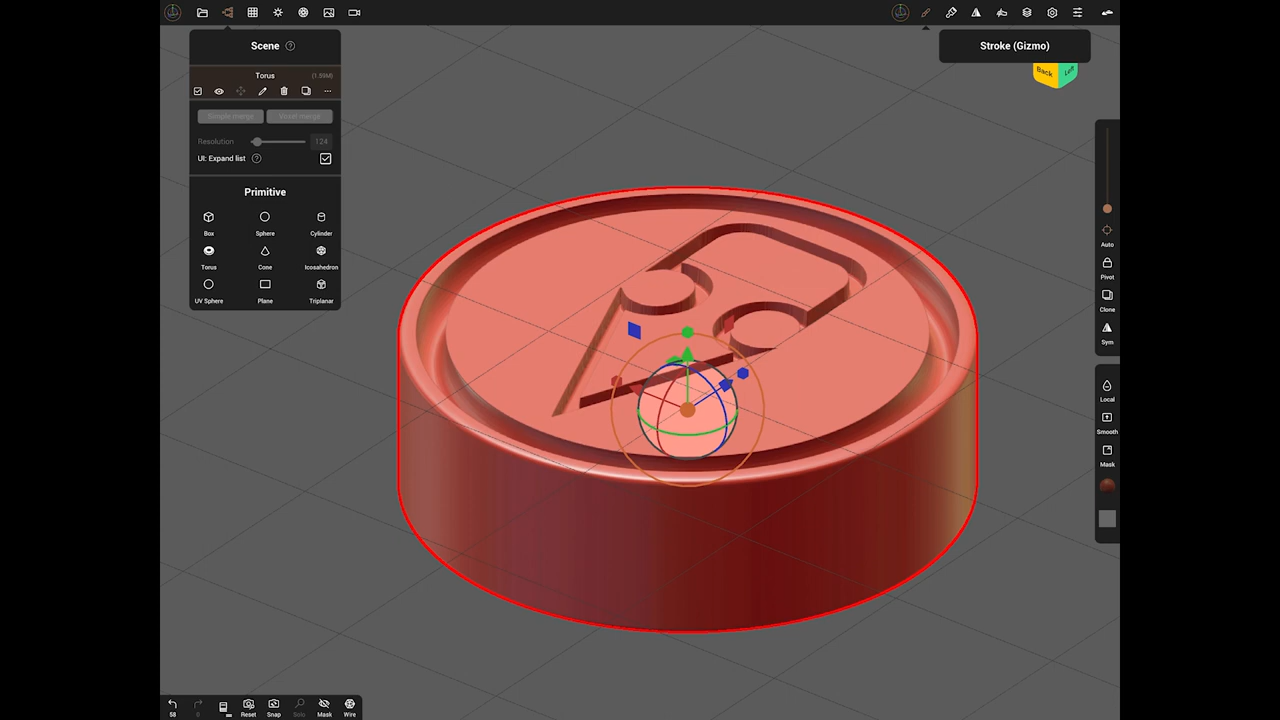 Scene
Stroke (Gizmo)
Back
Left
Torus
(1.59M)
Simple merge
Voxel merge
Resolution
124
UI: Expand list
Primitive
Box
Sphere
Cylinder
Torus
Cone
Icosahedron
UV Sphere
Plane
Triplanar
Auto
Pivot
Clone
Sym
Local
Smooth
Mask
58
0
Reset
Snap
Solo
Mask
Wire